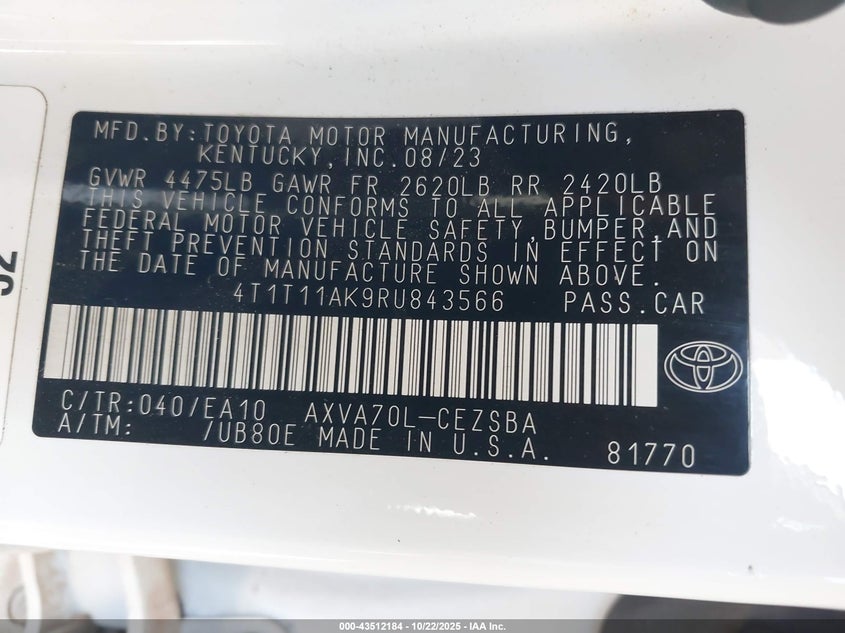 MFD.BY:TOYOTA MOTOR MANUFACTURING,
KENTUCKY,INC.08/23
GVWR 4475LB GAWR FR 2620LB RR 2420LB
THIS VEHICLE CONFORMS TO ALL APPLICABLE
FEDERAL MOTOR VEHICLE SAFETY,BUMPER,AND
THEFT PREVENTION STANDARDS IN EFFECT ON
THE DATE OF MANUFACTURE SHOWN ABOVE.
4T1T11AK9RU843566 PASS.CAR
C/TR:040/EA10 AXVA70L-CEZSBA
A/TM: /UB80E MADE IN U.S.A. 81770
000-43512184 - 10/22/2025 - IAA Inc.